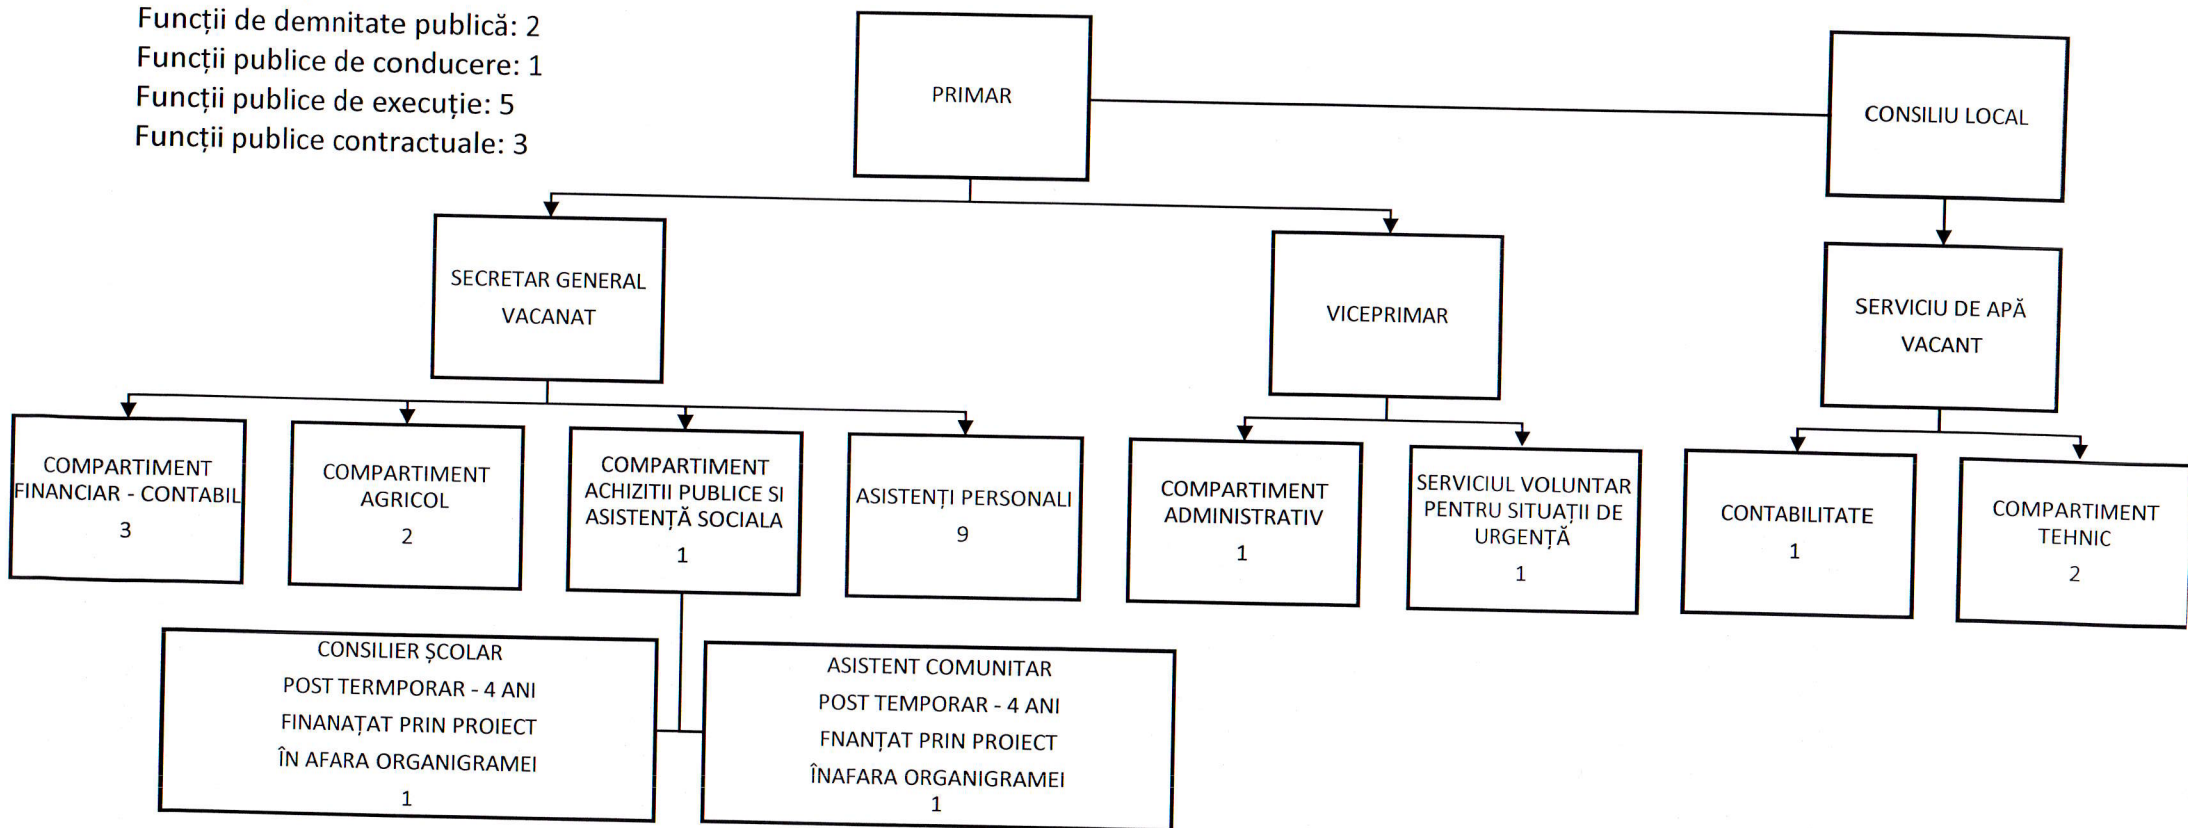 Funcții de demnitate publică: 2
Funcții publice de conducere: 1
Funcții publice de execuție: 5
Funcții publice contractuale: 3
PRIMAR
CONSILIU LOCAL
SECRETAR GENERAL
VACANAT
VICEPRIMAR
SERVICIU DE APĂ
VACANT
COMPARTIMENT
FINANCIAR - CONTABIL
3
COMPARTIMENT
AGRICOL
2
COMPARTIMENT
ACHIZITII PUBLICE SI
ASISTENȚĂ SOCIALA
1
ASISTENȚI PERSONALI
9
COMPARTIMENT
ADMINISTRATIV
1
SERVICIUL VOLUNTAR
PENTRU SITUAȚII DE
URGENȚĂ
1
CONTABILITATE
1
COMPARTIMENT
TEHNIC
2
CONSILIER ȘCOLAR
POST TERMPORAR - 4 ANI
FINANAȚAT PRIN PROIECT
ÎN AFARA ORGANIGRAMEI
1
ASISTENT COMUNITAR
POST TEMPORAR - 4 ANI
FNANȚAT PRIN PROIECT
ÎNAFARA ORGANIGRAMEI
1